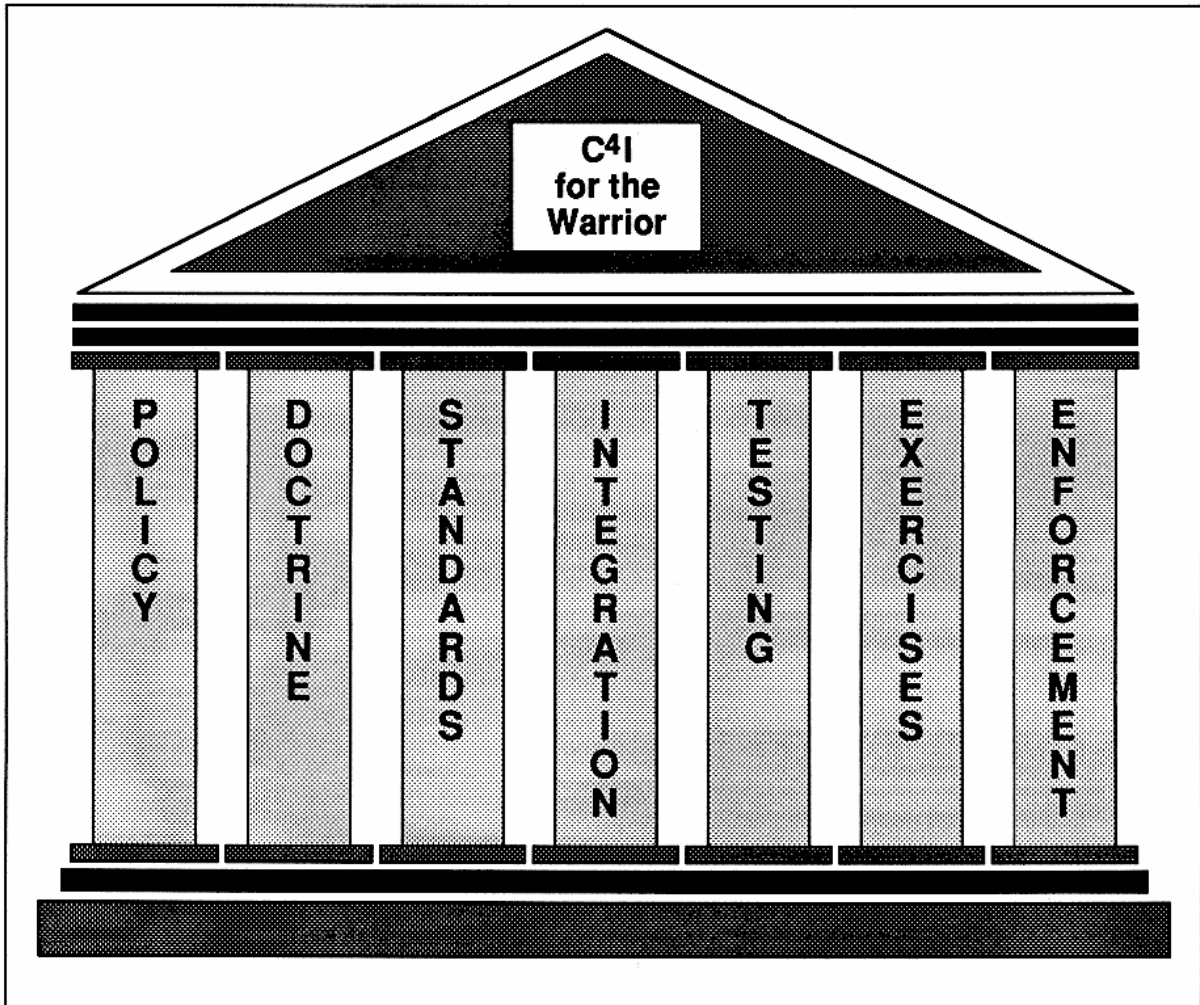 C⁴I
for the
Warrior
POLICY
DOCTRINE
STANDARDS
INTEGRATION
TESTING
EXERCISES
ENFORCEMENT